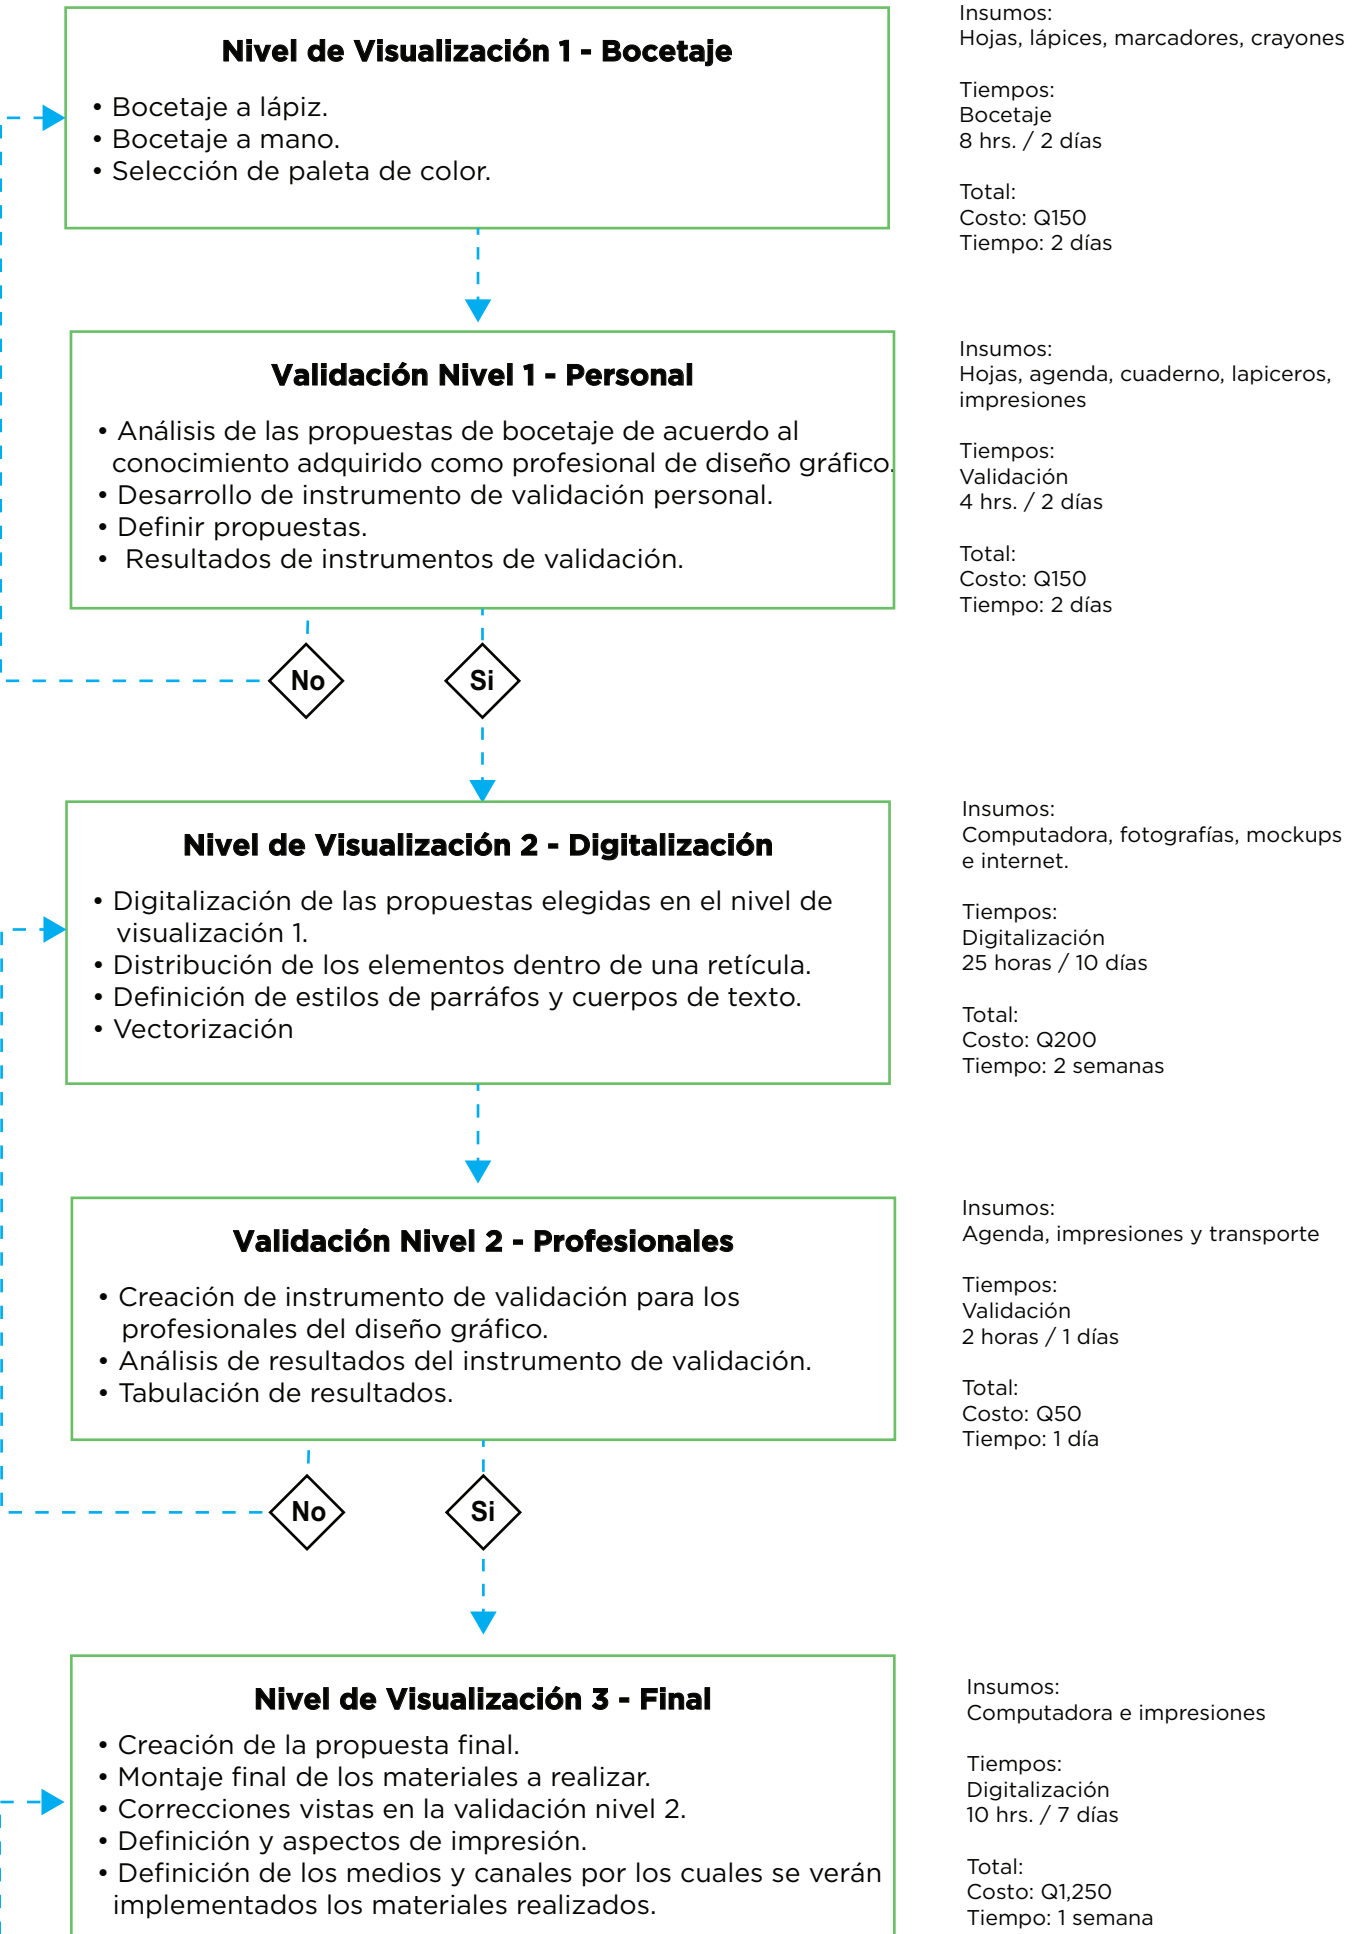 Nivel de Visualización 1 - Bocetaje
• Bocetaje a lápiz.
• Bocetaje a mano.
• Selección de paleta de color.
Insumos:
Hojas, lápices, marcadores, crayones
Tiempos:
Bocetaje
8 hrs. / 2 días
Total:
Costo: Q150
Tiempo: 2 días
Validación Nivel 1 - Personal
• Análisis de las propuestas de bocetaje de acuerdo al
conocimiento adquirido como profesional de diseño gráfico.
• Desarrollo de instrumento de validación personal.
• Definir propuestas.
• Resultados de instrumentos de validación.
Insumos:
Hojas, agenda, cuaderno, lapiceros,
impresiones
Tiempos:
Validación
4 hrs. / 2 días
Total:
Costo: Q150
Tiempo: 2 días
No
Si
Nivel de Visualización 2 - Digitalización
• Digitalización de las propuestas elegidas en el nivel de
visualización 1.
• Distribución de los elementos dentro de una retícula.
• Definición de estilos de parráfos y cuerpos de texto.
• Vectorización
Insumos:
Computadora, fotografías, mockups
e internet.
Tiempos:
Digitalización
25 horas / 10 días
Total:
Costo: Q200
Tiempo: 2 semanas
Validación Nivel 2 - Profesionales
• Creación de instrumento de validación para los
profesionales del diseño gráfico.
• Análisis de resultados del instrumento de validación.
• Tabulación de resultados.
Insumos:
Agenda, impresiones y transporte
Tiempos:
Validación
2 horas / 1 días
Total:
Costo: Q50
Tiempo: 1 día
No
Si
Nivel de Visualización 3 - Final
• Creación de la propuesta final.
• Montaje final de los materiales a realizar.
• Correcciones vistas en la validación nivel 2.
• Definición y aspectos de impresión.
• Definición de los medios y canales por los cuales se verán
implementados los materiales realizados.
Insumos:
Computadora e impresiones
Tiempos:
Digitalización
10 hrs. / 7 días
Total:
Costo: Q1,250
Tiempo: 1 semana